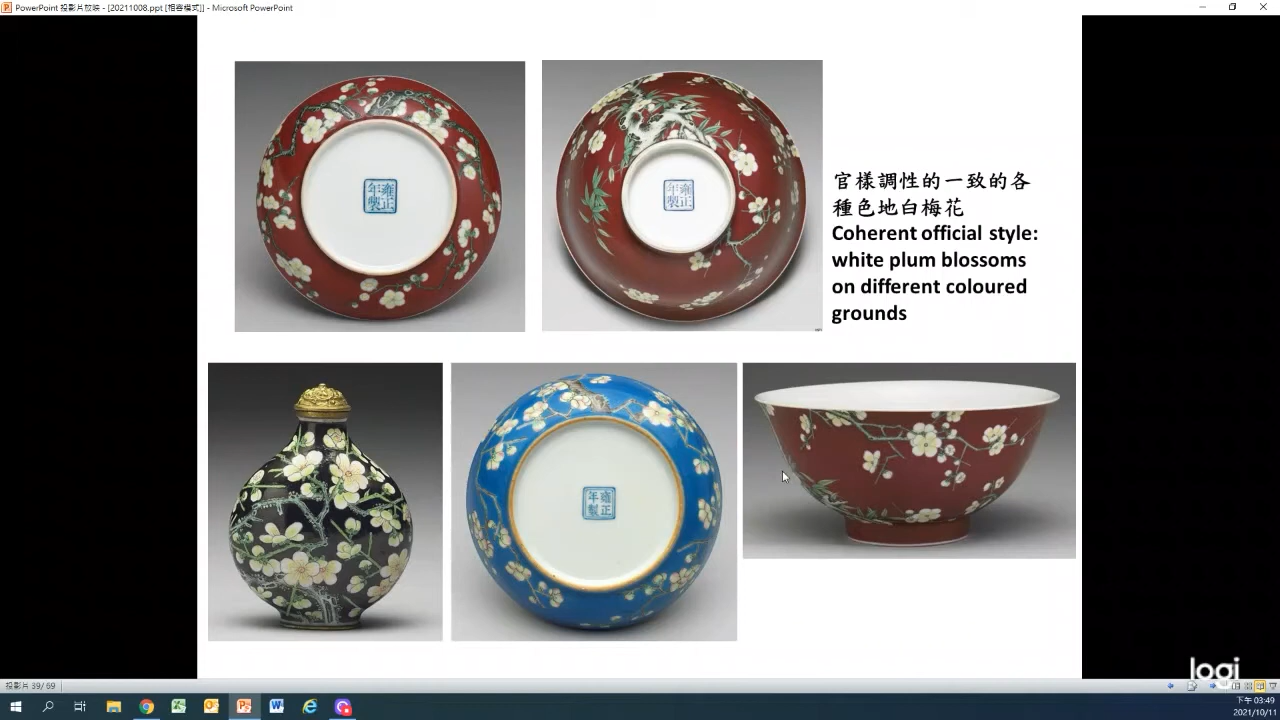 PowerPoint 投影片放映 - [20211008.ppt [相容模式]] - Microsoft PowerPoint
官樣調性的一致的各
種色地白梅花
Coherent official style:
white plum blossoms
on different coloured
grounds
雍正
年製
雍正
年製
雍正
年製
logi
投影片 39/69
下午 03:49
2021/10/11